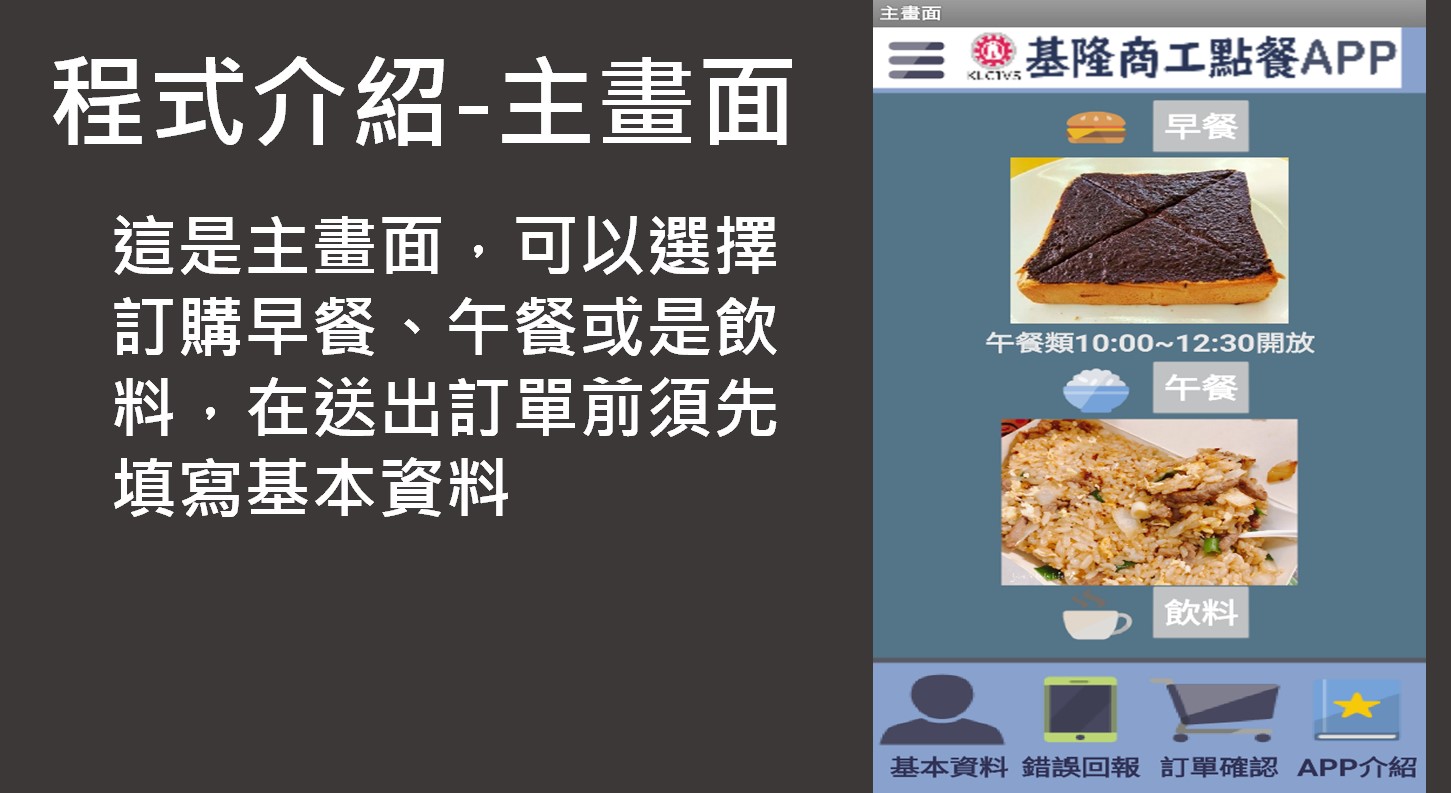 程式介紹-主畫面
這是主畫面，可以選擇
訂購早餐、午餐或是飲
料，在送出訂單前須先
填寫基本資料
主畫面
KLCIVS 基隆商工點餐APP
早餐
午餐類10:00~12:30開放
午餐
飲料
基本資料 錯誤回報 訂單確認 APP介紹